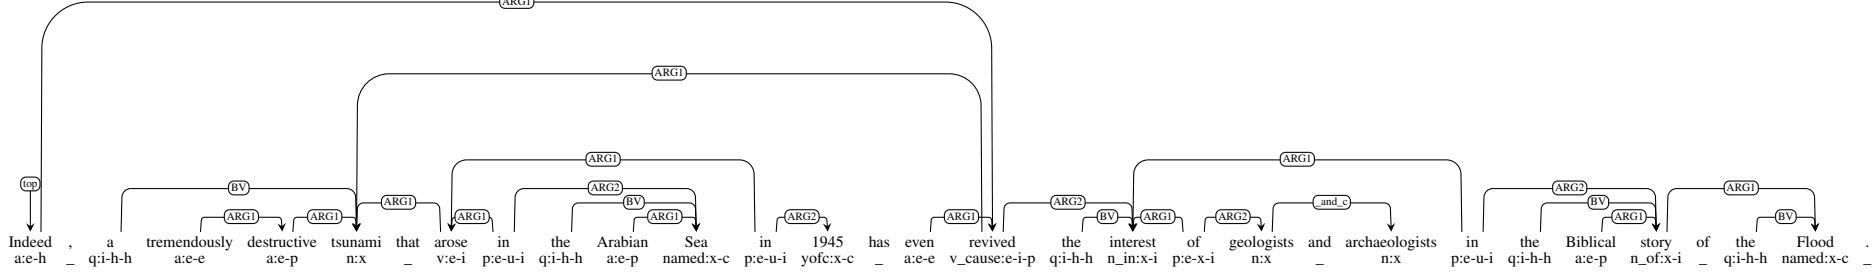 ARG1
ARG1
ARG1 ARG1
top BV ARG2 ARG2 ARG1
ARG1 BV ARG2 _and_c BV
ARG1 ARG1 ARG1 ARG1 ARG2 ARG1 BV ARG1 ARG2 ARG1 BV
Indeed , a tremendously destructive tsunami that arose in the Arabian Sea in 1945 has even revived the interest of geologists and archaeologists in the Biblical story of the Flood .
a:e-h _ q:i-h-h a:e-e a:e-p n:x _ v:e-i p:e-u-i q:i-h-h a:e-p named:x-c p:e-u-i yofc:x-c _ a:e-e v_cause:e-i-p q:i-h-h n_in:x-i p:e-x-i n:x _ n:x p:e-u-i q:i-h-h a:e-p n_of:x-i _ q:i-h-h named:x-c _